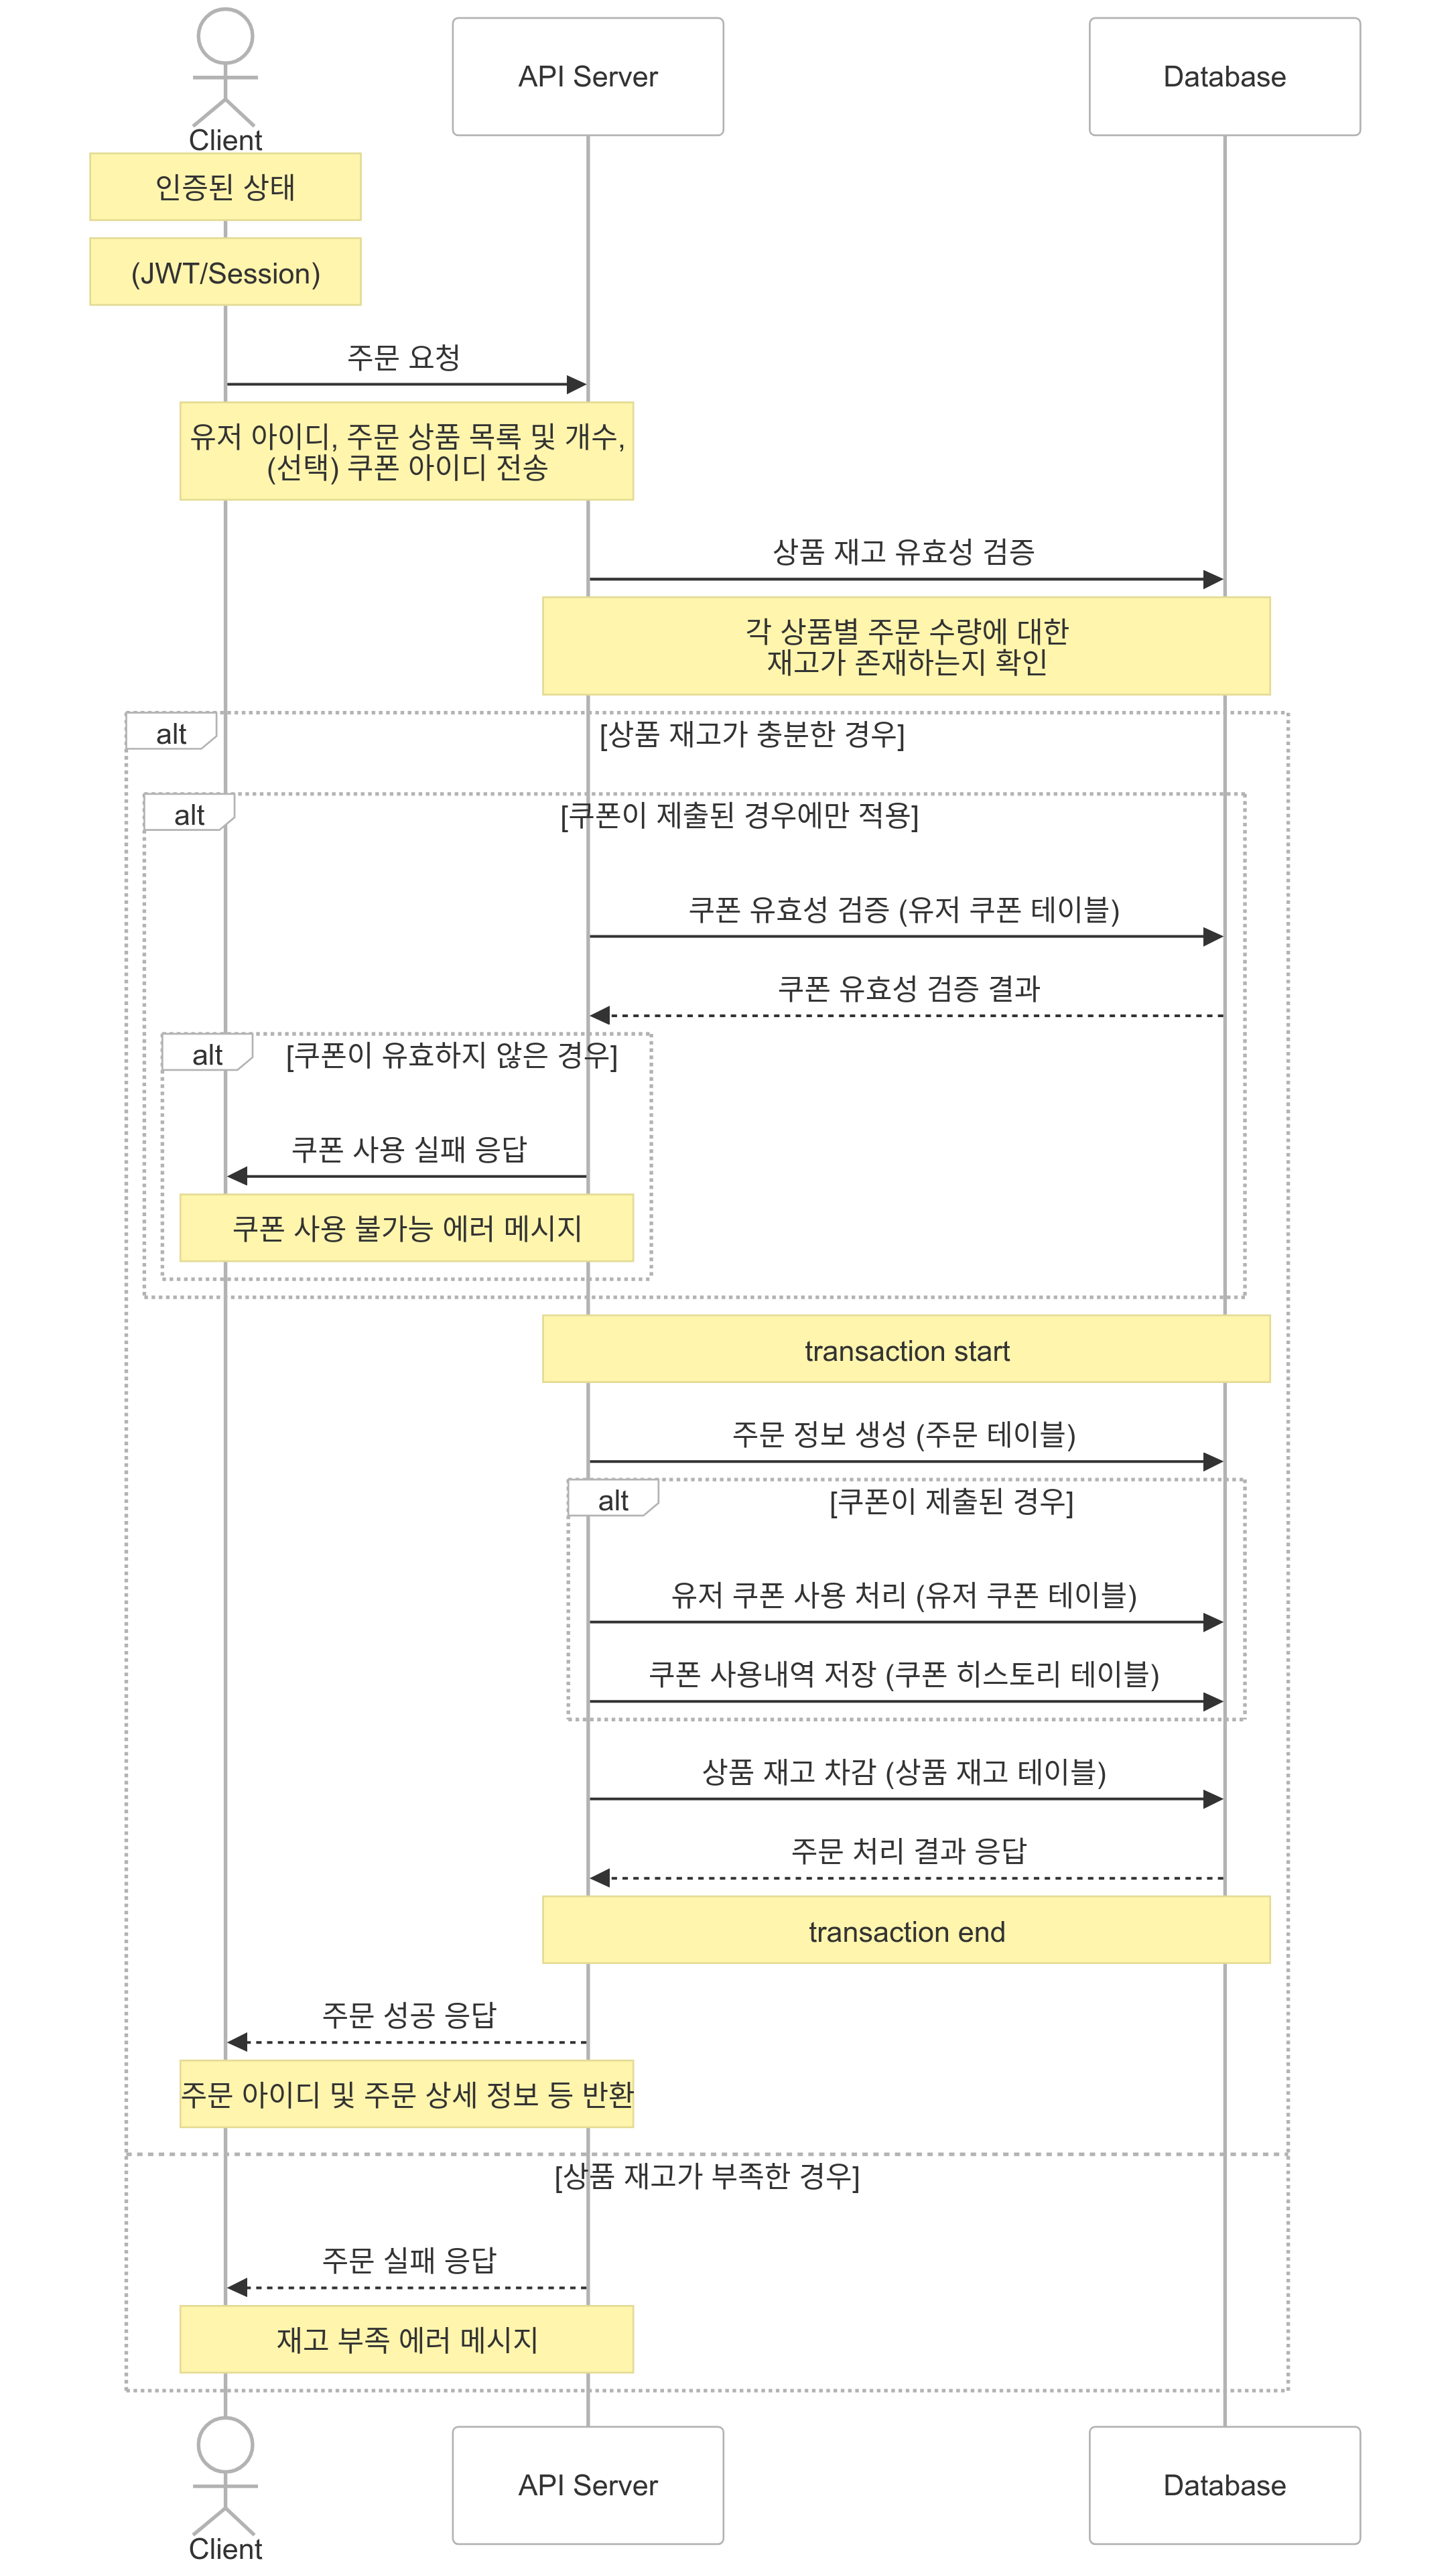 API Server
Database
Client
인증된 상태
(JWT/Session)
주문 요청
유저 아이디, 주문 상품 목록 및 개수,
(선택) 쿠폰 아이디 전송
상품 재고 유효성 검증
각 상품별 주문 수량에 대한
재고가 존재하는지 확인
alt
[상품 재고가 충분한 경우]
alt
[쿠폰이 제출된 경우에만 적용]
쿠폰 유효성 검증 (유저 쿠폰 테이블)
쿠폰 유효성 검증 결과
alt
[쿠폰이 유효하지 않은 경우]
쿠폰 사용 실패 응답
쿠폰 사용 불가능 에러 메시지
transaction start
주문 정보 생성 (주문 테이블)
alt
[쿠폰이 제출된 경우]
유저 쿠폰 사용 처리 (유저 쿠폰 테이블)
쿠폰 사용내역 저장 (쿠폰 히스토리 테이블)
상품 재고 차감 (상품 재고 테이블)
주문 처리 결과 응답
transaction end
주문 성공 응답
주문 아이디 및 주문 상세 정보 등 반환
[상품 재고가 부족한 경우]
주문 실패 응답
재고 부족 에러 메시지
API Server
Database
Client